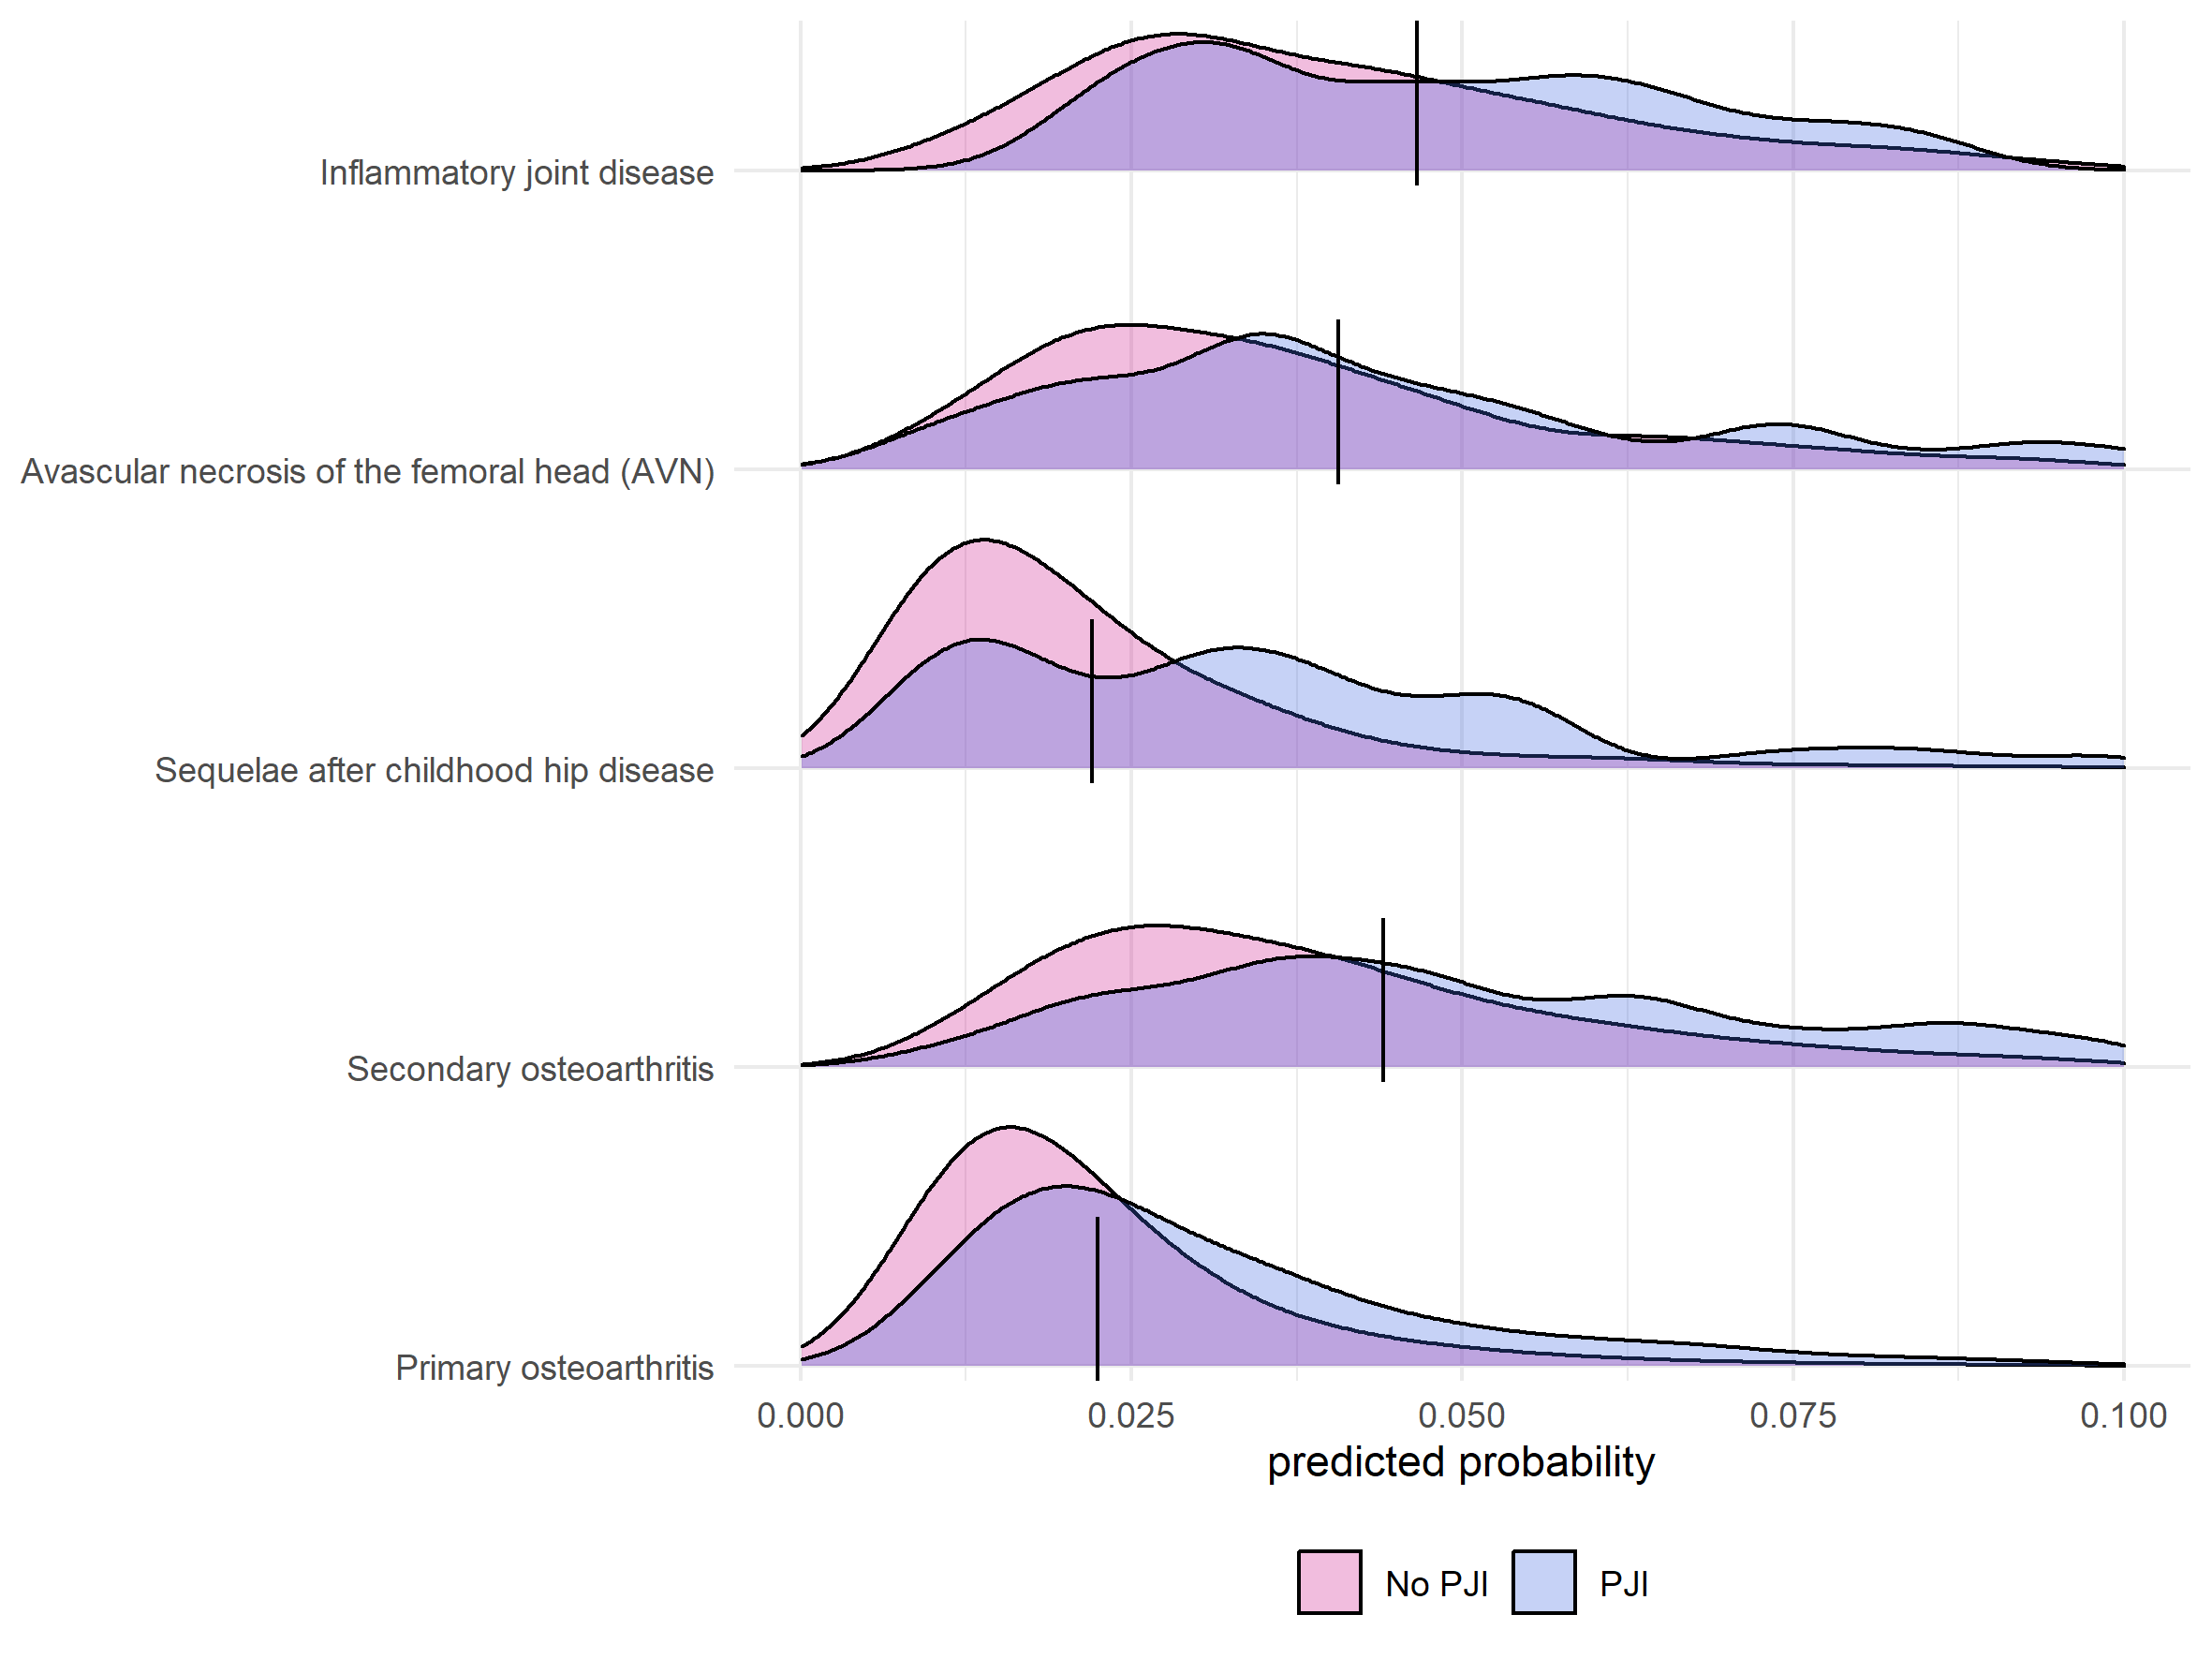 Inflammatory joint disease
Avascular necrosis of the femoral head (AVN)
Sequelae after childhood hip disease
Secondary osteoarthritis
Primary osteoarthritis
0.000 0.025 0.050 0.075 0.100
predicted probability
No PJI PJI